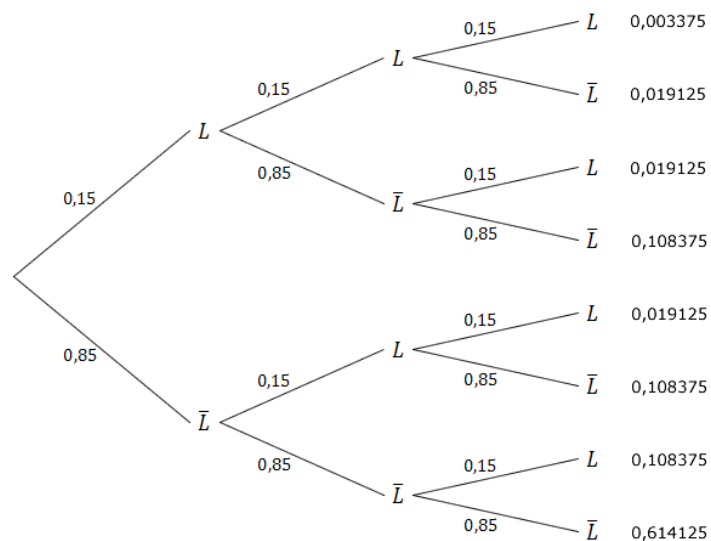 0,15 L 0,003375
L
0,15 0,85 L̅ 0,019125
L
0,85 0,15 L 0,019125
0,15 L̅
0,85 L̅ 0,108375
0,15 L 0,019125
0,85 L
0,15 0,85 L̅ 0,108375
L̅
0,85 0,15 L 0,108375
L̅
0,85 L̅ 0,614125